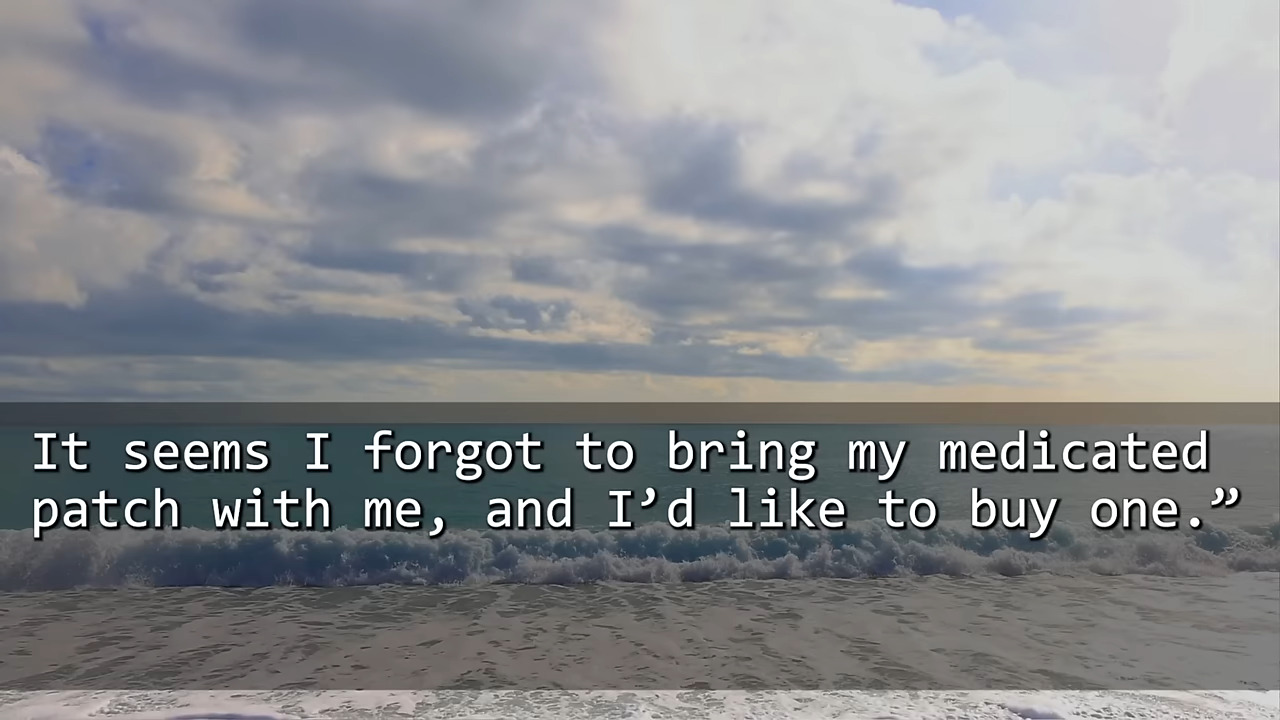 It seems I forgot to bring my medicated
patch with me, and I’d like to buy one.”